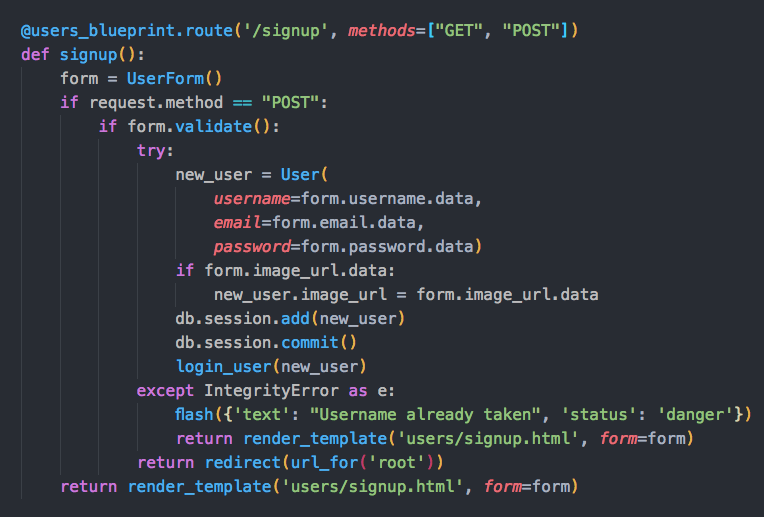 @users_blueprint.route('/signup', methods=["GET", "POST"])
def signup():
    form = UserForm()
    if request.method == "POST":
        if form.validate():
            try:
                new_user = User(
                    username=form.username.data,
                    email=form.email.data,
                    password=form.password.data)
                if form.image_url.data:
                    new_user.image_url = form.image_url.data
                db.session.add(new_user)
                db.session.commit()
                login_user(new_user)
            except IntegrityError as e:
                flash({'text': "Username already taken", 'status': 'danger'})
                return render_template('users/signup.html', form=form)
            return redirect(url_for('root'))
    return render_template('users/signup.html', form=form)